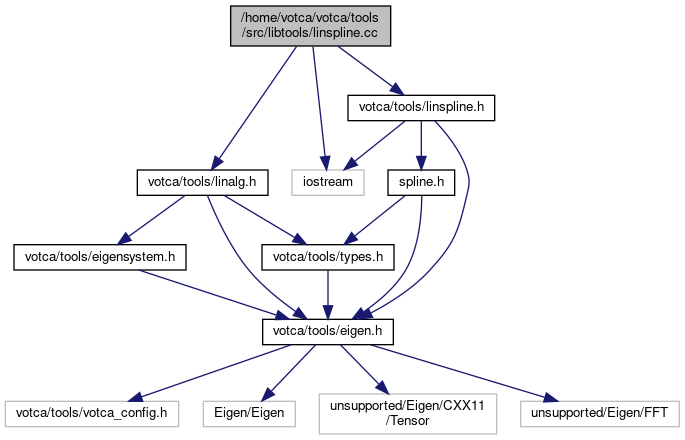 /home/votca/votca/tools
/src/libtools/linspline.cc
votca/tools/linspline.h
votca/tools/linalg.h
iostream
spline.h
votca/tools/eigensystem.h
votca/tools/types.h
votca/tools/eigen.h
votca/tools/votca_config.h
Eigen/Eigen
unsupported/Eigen/CXX11
/Tensor
unsupported/Eigen/FFT